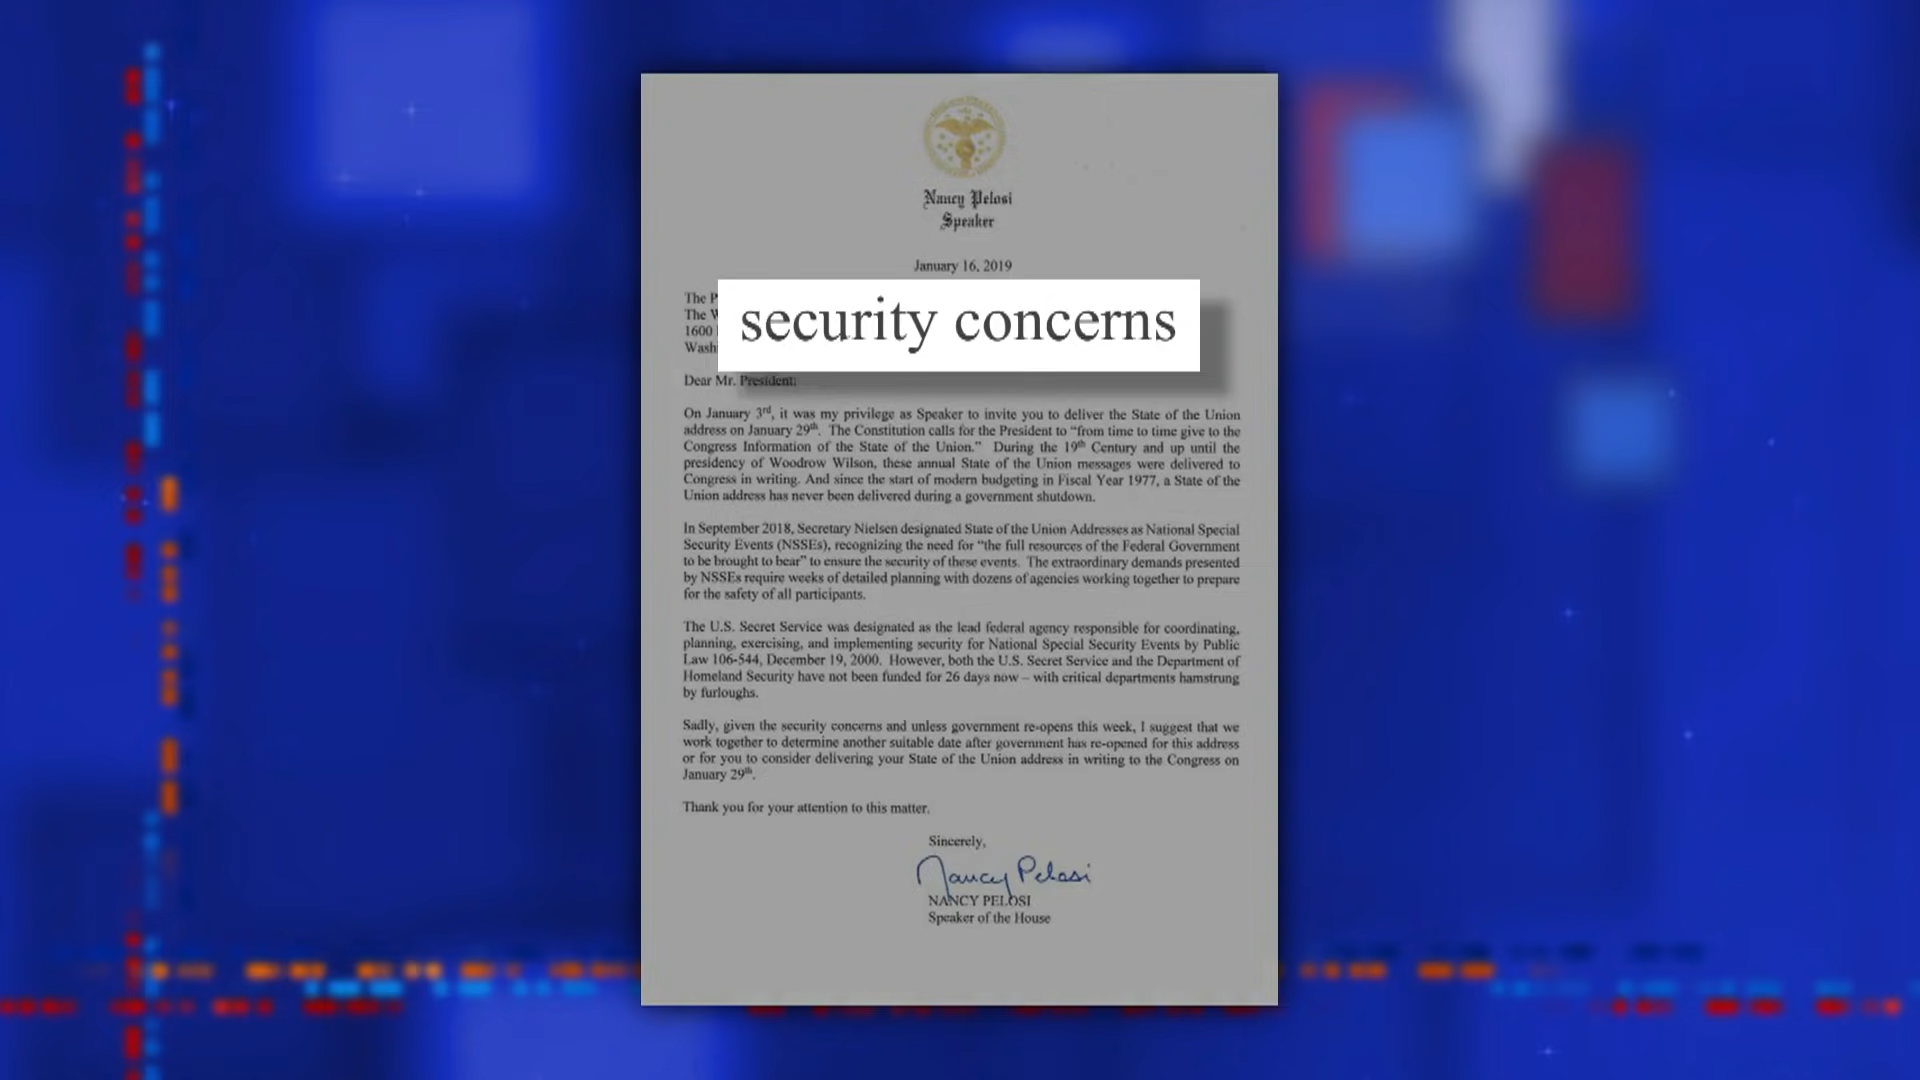 Nancy Pelosi
Speaker
January 16, 2019
security concerns
The P
The W
1600
Wash
Dear Mr. President:
On January 3rd, it was my privilege as Speaker to invite you to deliver the State of the Union
address on January 29th. The Constitution calls for the President to “from time to time give to the
Congress Information of the State of the Union.” During the 19th Century and up until the
presidency of Woodrow Wilson, these annual State of the Union messages were delivered to
Congress in writing. And since the start of modern budgeting in Fiscal Year 1977, a State of the
Union address has never been delivered during a government shutdown.
In September 2018, Secretary Nielsen designated State of the Union Addresses as National Special
Security Events (NSSEs), recognizing the need for “the full resources of the Federal Government
to be brought to bear” to ensure the security of these events. The extraordinary demands presented
by NSSEs require weeks of detailed planning with dozens of agencies working together to prepare
for the safety of all participants.
The U.S. Secret Service was designated as the lead federal agency responsible for coordinating,
planning, exercising, and implementing security for National Special Security Events by Public
Law 106-544, December 19, 2000. However, both the U.S. Secret Service and the Department of
Homeland Security have not been funded for 26 days now – with critical departments hamstrung
by furloughs.
Sadly, given the security concerns and unless government re-opens this week, I suggest that we
work together to determine another suitable date after government has re-opened for this address
or for you to consider delivering your State of the Union address in writing to the Congress on
January 29th.
Thank you for your attention to this matter.
Sincerely,
Nancy Pelosi
NANCY PELOSI
Speaker of the House